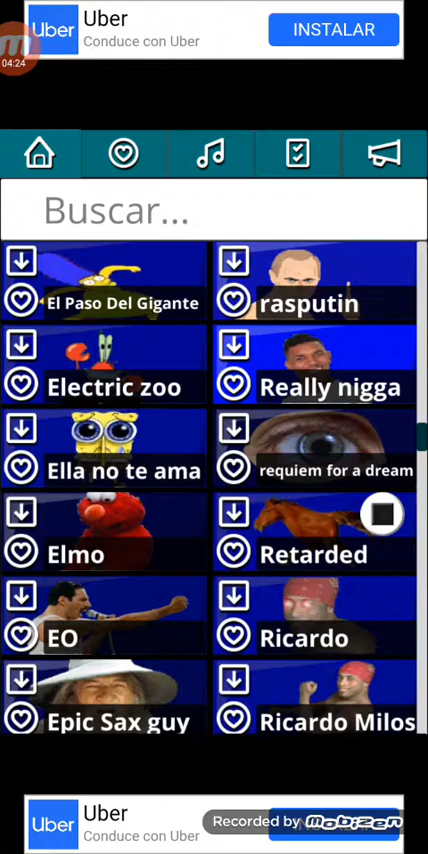 Uber
Uber
Conduce con Uber
INSTALAR
04:24
Buscar...
El Paso Del Gigante
rasputin
Electric zoo
Really nigga
Ella no te ama
requiem for a dream
Elmo
Retarded
EO
Ricardo
Epic Sax guy
Ricardo Milos
Uber
Uber
Conduce con Uber
Recorded by MOBIZEN